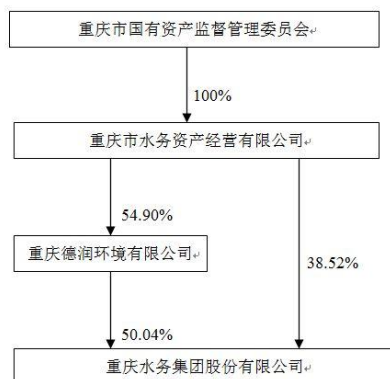 重庆市国有资产监督管理委员会
100%
重庆市水务资产经营有限公司
54.90%
重庆德润环境有限公司
38.52%
50.04%
重庆水务集团股份有限公司